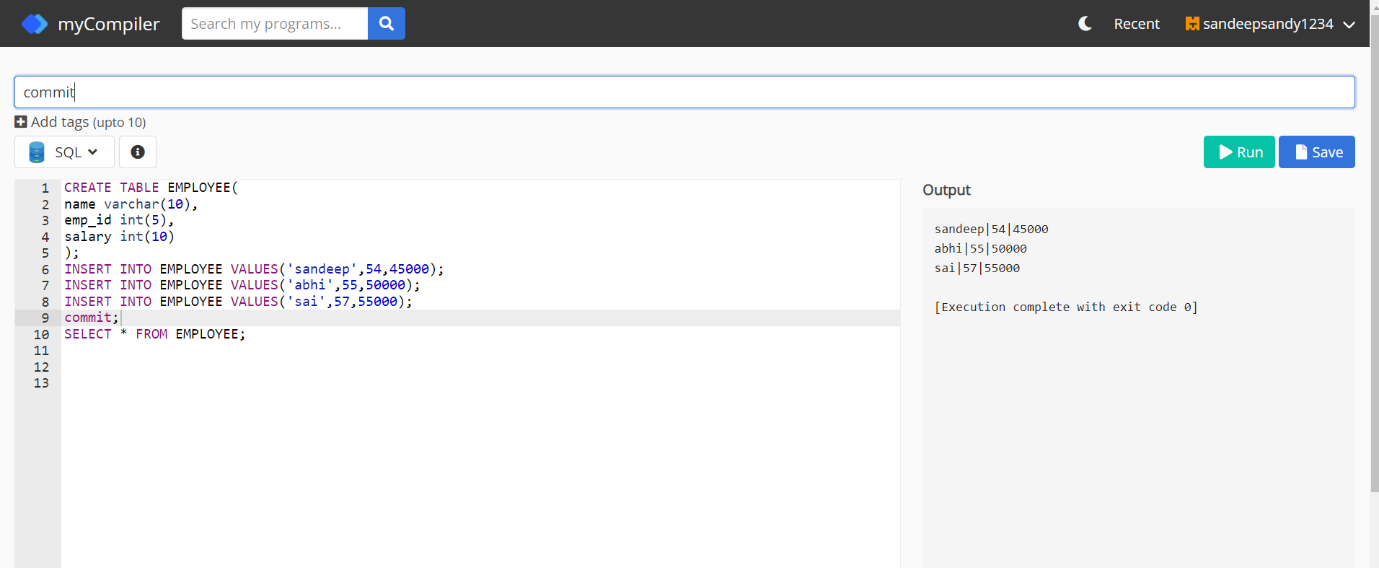 myCompiler
Search my programs...
Recent
sandeepsandy1234
commit
Add tags (upto 10)
SQL
Run
Save
1 CREATE TABLE EMPLOYEE(
2 name varchar(10),
3 emp_id int(5),
4 salary int(10)
5 );
6 INSERT INTO EMPLOYEE VALUES('sandeep',54,45000);
7 INSERT INTO EMPLOYEE VALUES('abhi',55,50000);
8 INSERT INTO EMPLOYEE VALUES('sai',57,55000);
9 commit;
10 SELECT * FROM EMPLOYEE;
11
12
13
Output
sandeep|54|45000
abhi|55|50000
sai|57|55000
[Execution complete with exit code 0]